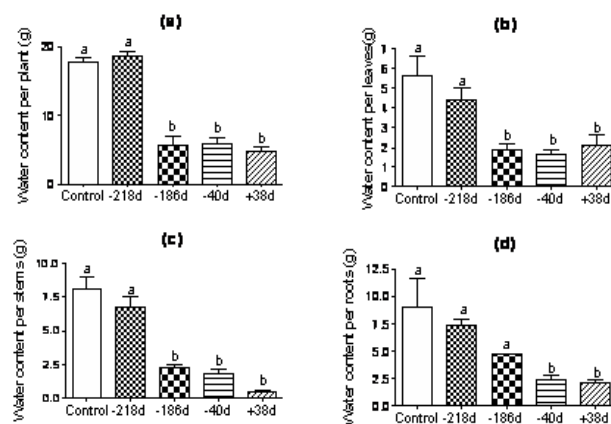 (a)
Water content per plant (g)
20
10
0
a
a
b
b
b
Control -218d -186d -40d +38d
(b)
Water content per leaves(g)
7
6
5
4
3
2
1
0
a
a
b
b
b
Control -218d -186d -40d +38d
(c)
Water content per stems (g)
10.0
7.5
5.0
2.5
0.0
a
a
b
b
b
Control -218d -186d -40d +38d
(d)
Water content per roots (g)
12.5
10.0
7.5
5.0
2.5
0.0
a
a
a
b
b
Control -218d -186d -40d +38d